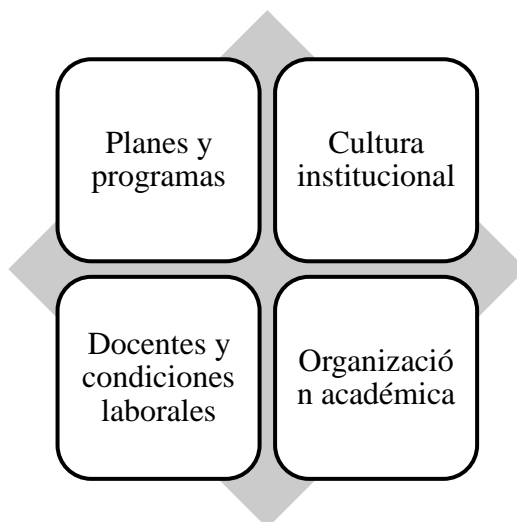 Planes y
programas
Cultura
institucional
Docentes y
condiciones
laborales
Organizació
n académica